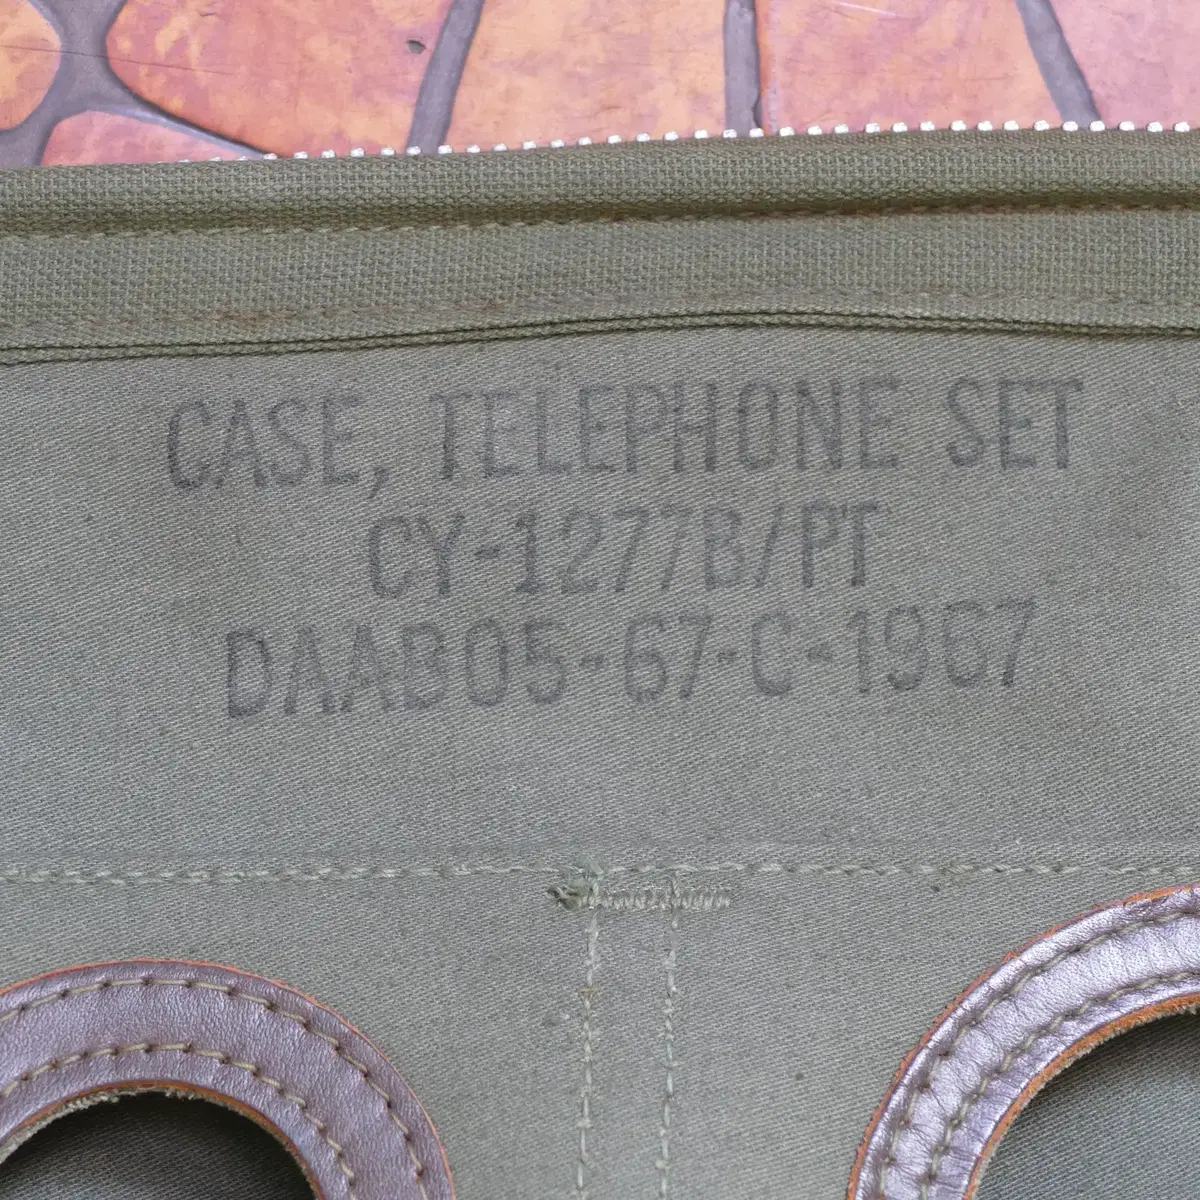 CASE, TELEPHONE SET
CY-1277B/PT
DAAB05-67-C-1967